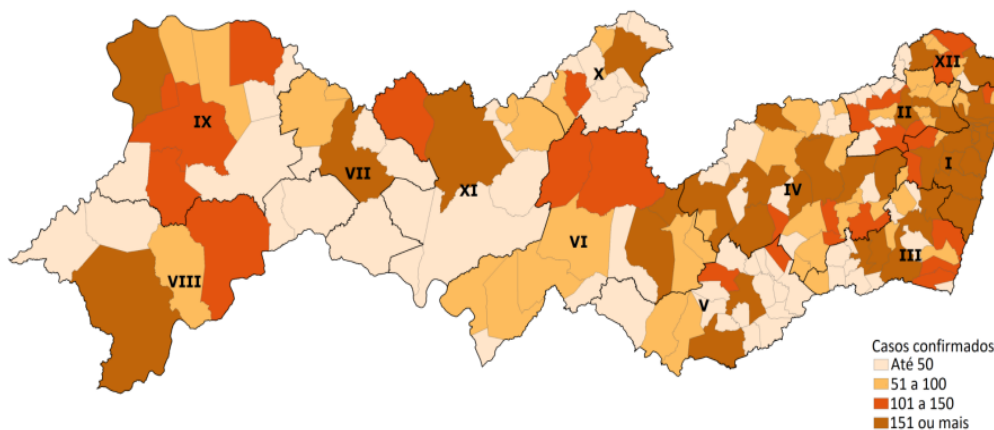 XII
X
II
IX
I
VII
XI
IV
VI
III
VIII
V
Casos confirmados
Até 50
51 a 100
101 a 150
151 ou mais